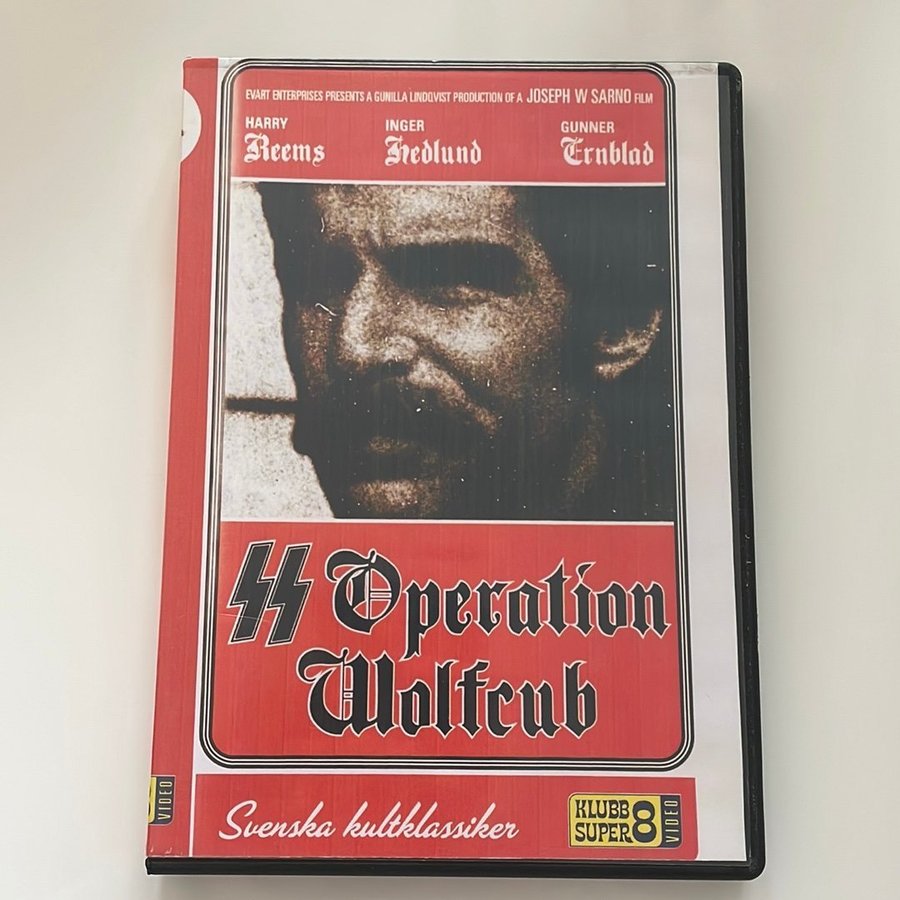 EVART ENTERPRISES PRESENTS A GUNILLA LINDQVIST PRODUCTION OF A JOSEPH W SARNO FILM
HARRY Reems
INGER Hedlund
GUNNER Ernblad
SS Operation
Wolfcub
Svenska kultklassiker
KLUBB SUPER 8 VIDEO
VIDEO